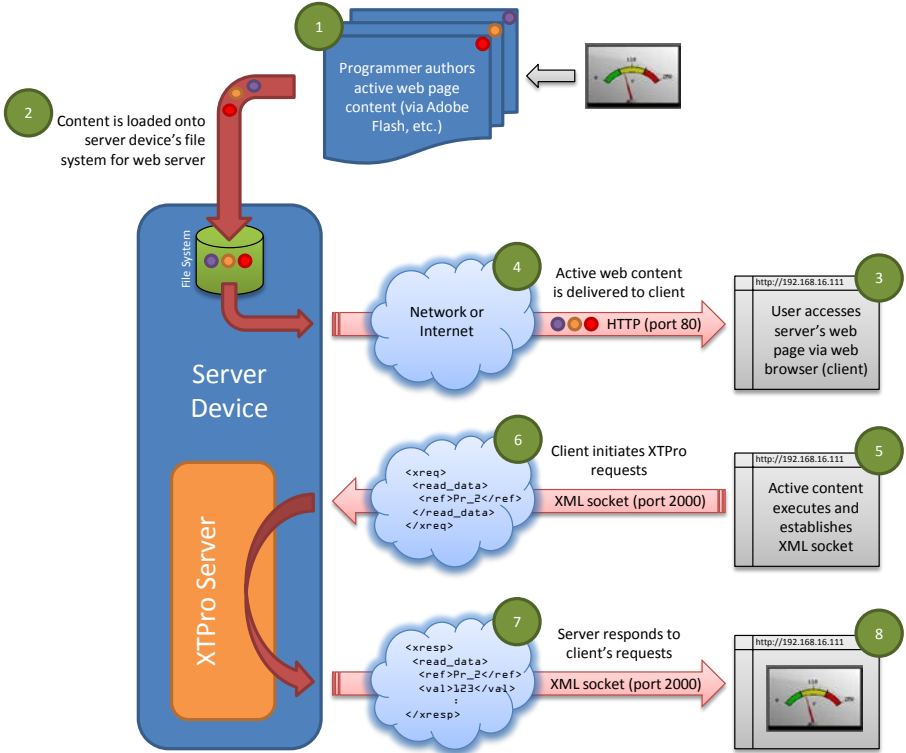 1
Programmer authors
active web page
content (via Adobe
Flash, etc.)
2
Content is loaded onto
server device's file
system for web server
File System
4
Network or
Internet
Active web content
is delivered to client
HTTP (port 80)
3
http://192.168.16.111
User accesses
server's web
page via web
browser (client)
Server
Device
6
<xreq>
<read_data>
<ref>Pr_2</ref>
</read_data>
</xreq>
Client initiates XTPro
requests
XML socket (port 2000)
5
http://192.168.16.111
Active content
executes and
establishes
XML socket
XTPro Server
7
<xresp>
<read_data>
<ref>Pr_2</ref>
<val>123</val>
:
</xresp>
Server responds to
client's requests
XML socket (port 2000)
8
http://192.168.16.111